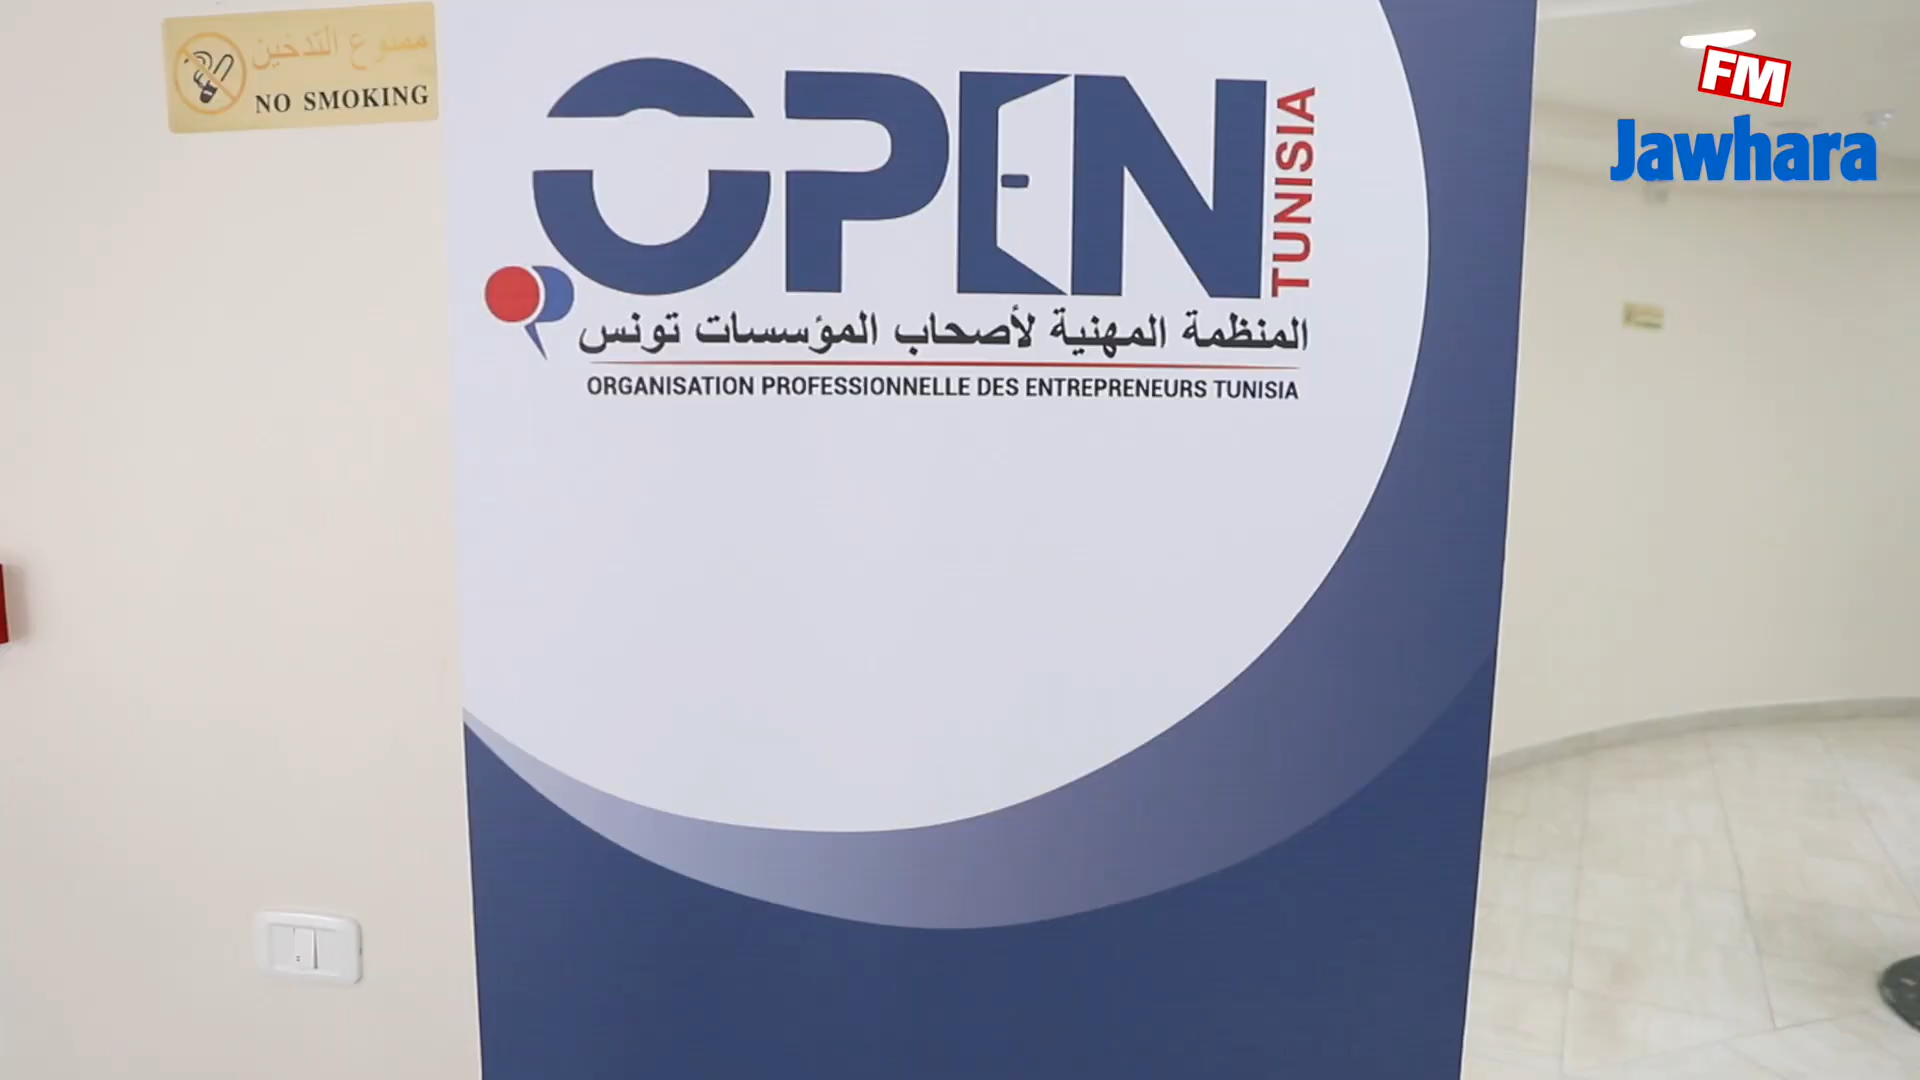 ممنوع التدخين
NO SMOKING
OPEN
TUNISIA
المنظمة المهنية لأصحاب المؤسسات تونس
ORGANISATION PROFESSIONNELLE DES ENTREPRENEURS TUNISIA
FM
Jawhara